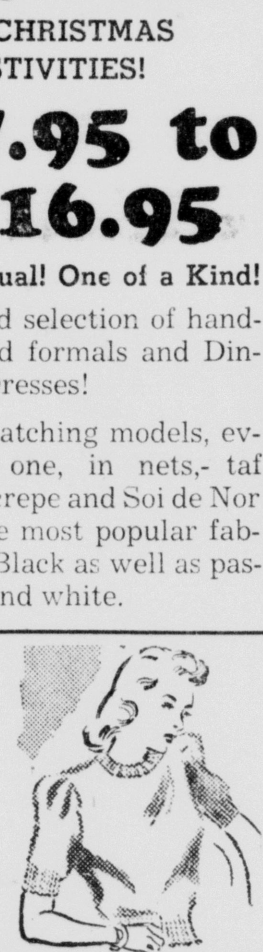 CHRISTMAS
STIVITIES!
7.95 to
16.95
ual! One of a Kind!
d selection of hand-
d formals and Din-
resses!
atching models, ev-
one, in nets,- taf
crepe and Soi de Nor
e most popular fab-
Black as well as pas-
nd white.